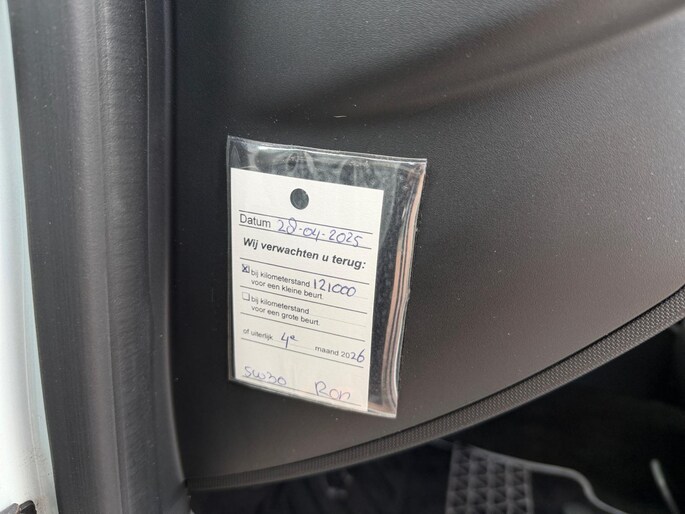 Datum 28-04-2025
Wij verwachten u terug:
☒ bij kilometerstand 121000
voor een kleine beurt
☐ bij kilometerstand
voor een grote beurt
of uiterlijk 4e maand 2026
5W30 Ron